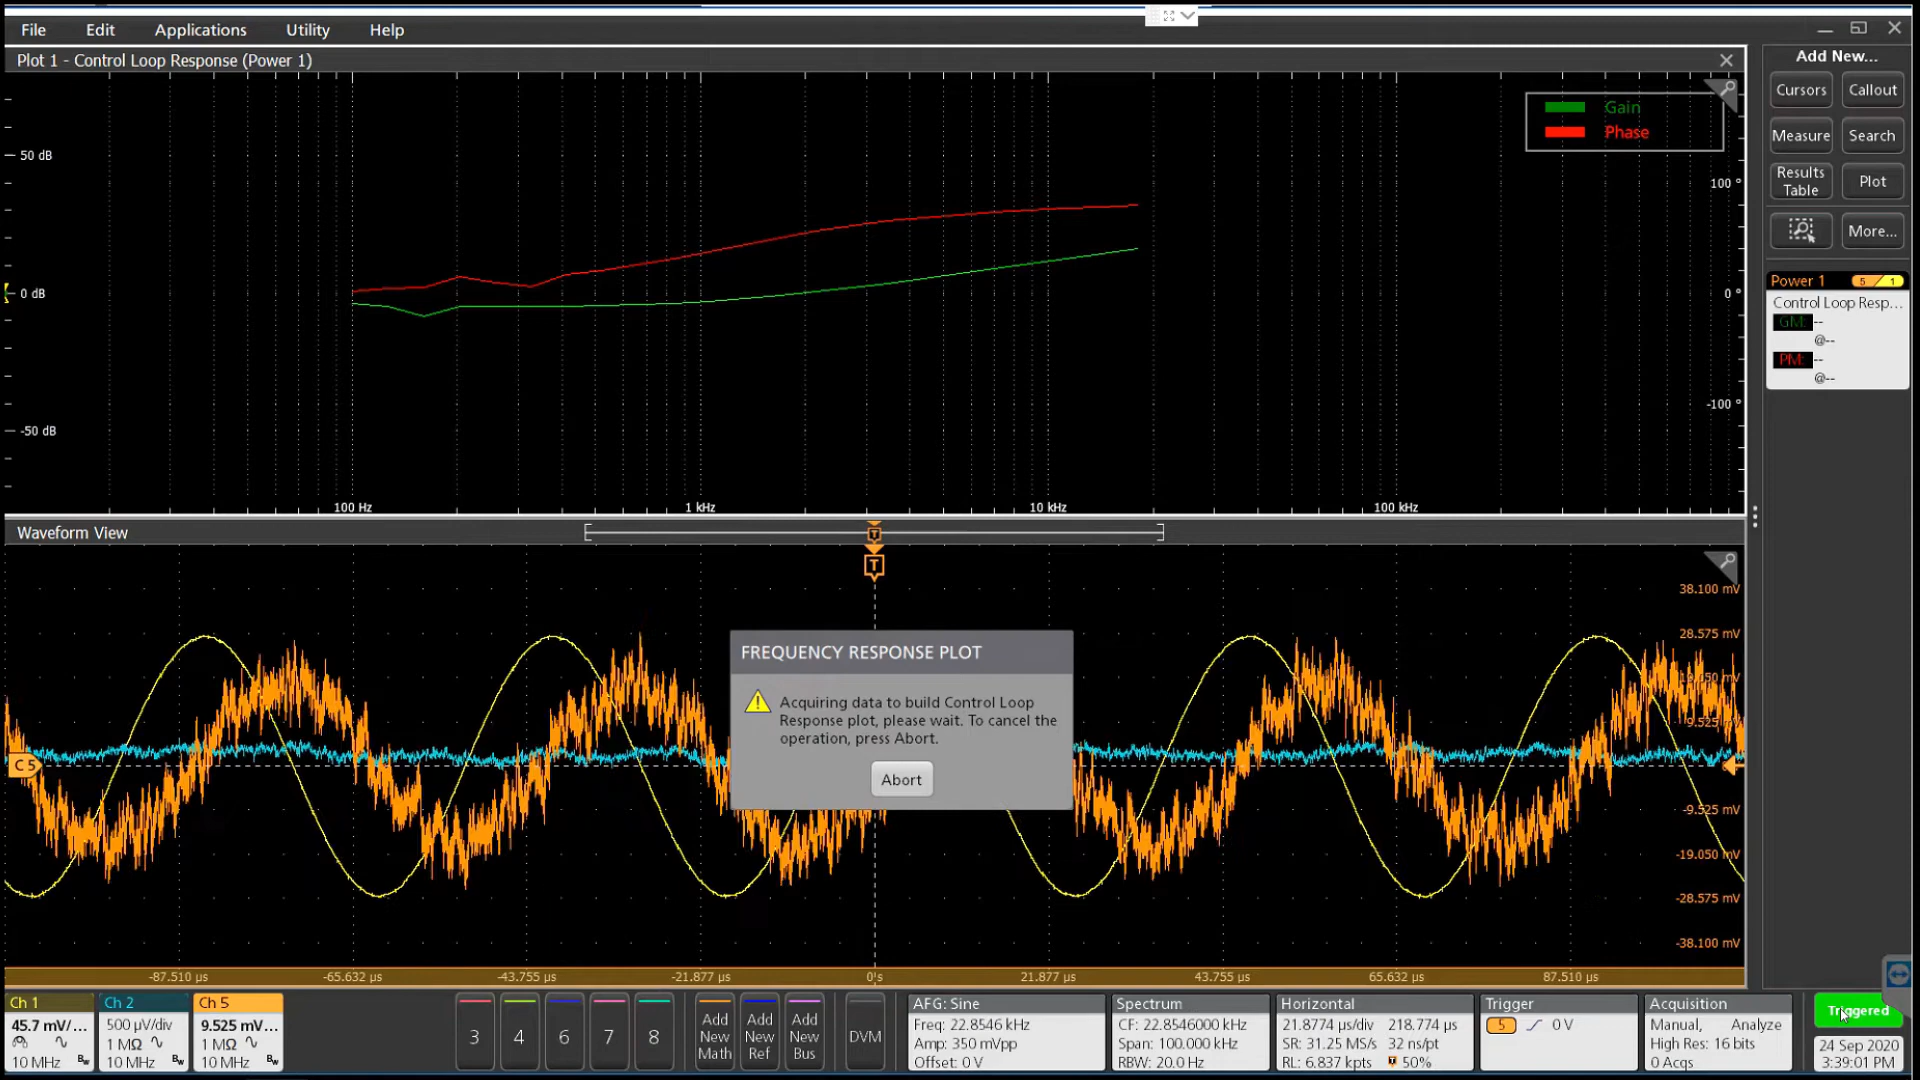 File Edit Applications Utility Help
Plot 1 - Control Loop Response (Power 1)
Gain
Phase
50 dB
0 dB
-50 dB
100 °
0 °
-100 °
100 Hz 1 kHz 10 kHz 100 kHz
Add New...
Cursors Callout
Measure Search
Results Table
Plot
More...
Power 1 5 1
Control Loop Resp...
GM: --
@--
PM: --
@--
Waveform View
T
T
38.100 mV
28.575 mV
9.525 mV
-9.525 mV
-19.050 mV
-28.575 mV
-38.100 mV
C 5
FREQUENCY RESPONSE PLOT
Acquiring data to build Control Loop
Response plot, please wait. To cancel the
operation, press Abort.
Abort
-87.510 µs -65.632 µs -43.755 µs -21.877 µs 0 s 21.877 µs 43.755 µs 65.632 µs 87.510 µs
Ch 1
45.7 mV/...
10 MHz Bw
Ch 2
500 µV/div
1 MΩ
10 MHz Bw
Ch 5
9.525 mV...
1 MΩ
10 MHz Bw
3 4 6 7 8
Add New Math
Add New Ref
Add New Bus
DVM
AFG: Sine
Freq: 22.8546 kHz
Amp: 350 mVpp
Offset: 0 V
Spectrum
CF: 22.8546000 kHz
Span: 100.000 kHz
RBW: 20.0 Hz
Horizontal
21.8774 µs/div 218.774 µs
SR: 31.25 MS/s 32 ns/pt
RL: 6.837 kpts 50%
Trigger
5 0 V
Acquisition
Manual, Analyze
High Res: 16 bits
0 Acqs
Triggered
24 Sep 2020
3:39:01 PM